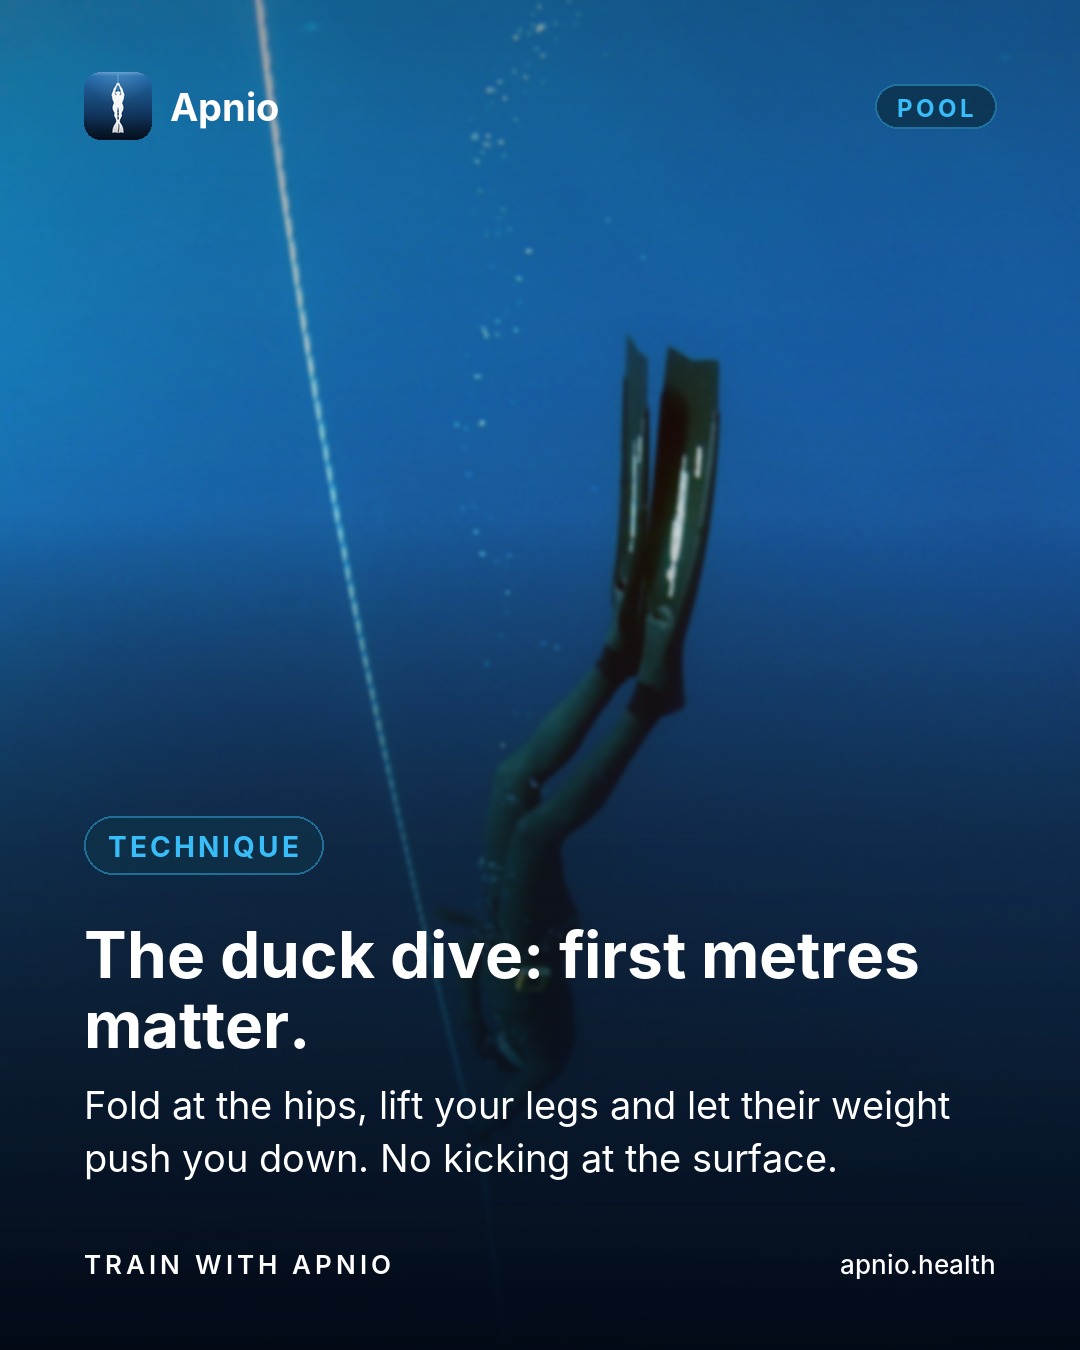 Apnio
POOL
TECHNIQUE
The duck dive: first metres
matter.
Fold at the hips, lift your legs and let their weight
push you down. No kicking at the surface.
TRAIN WITH APNIO
apnio.health